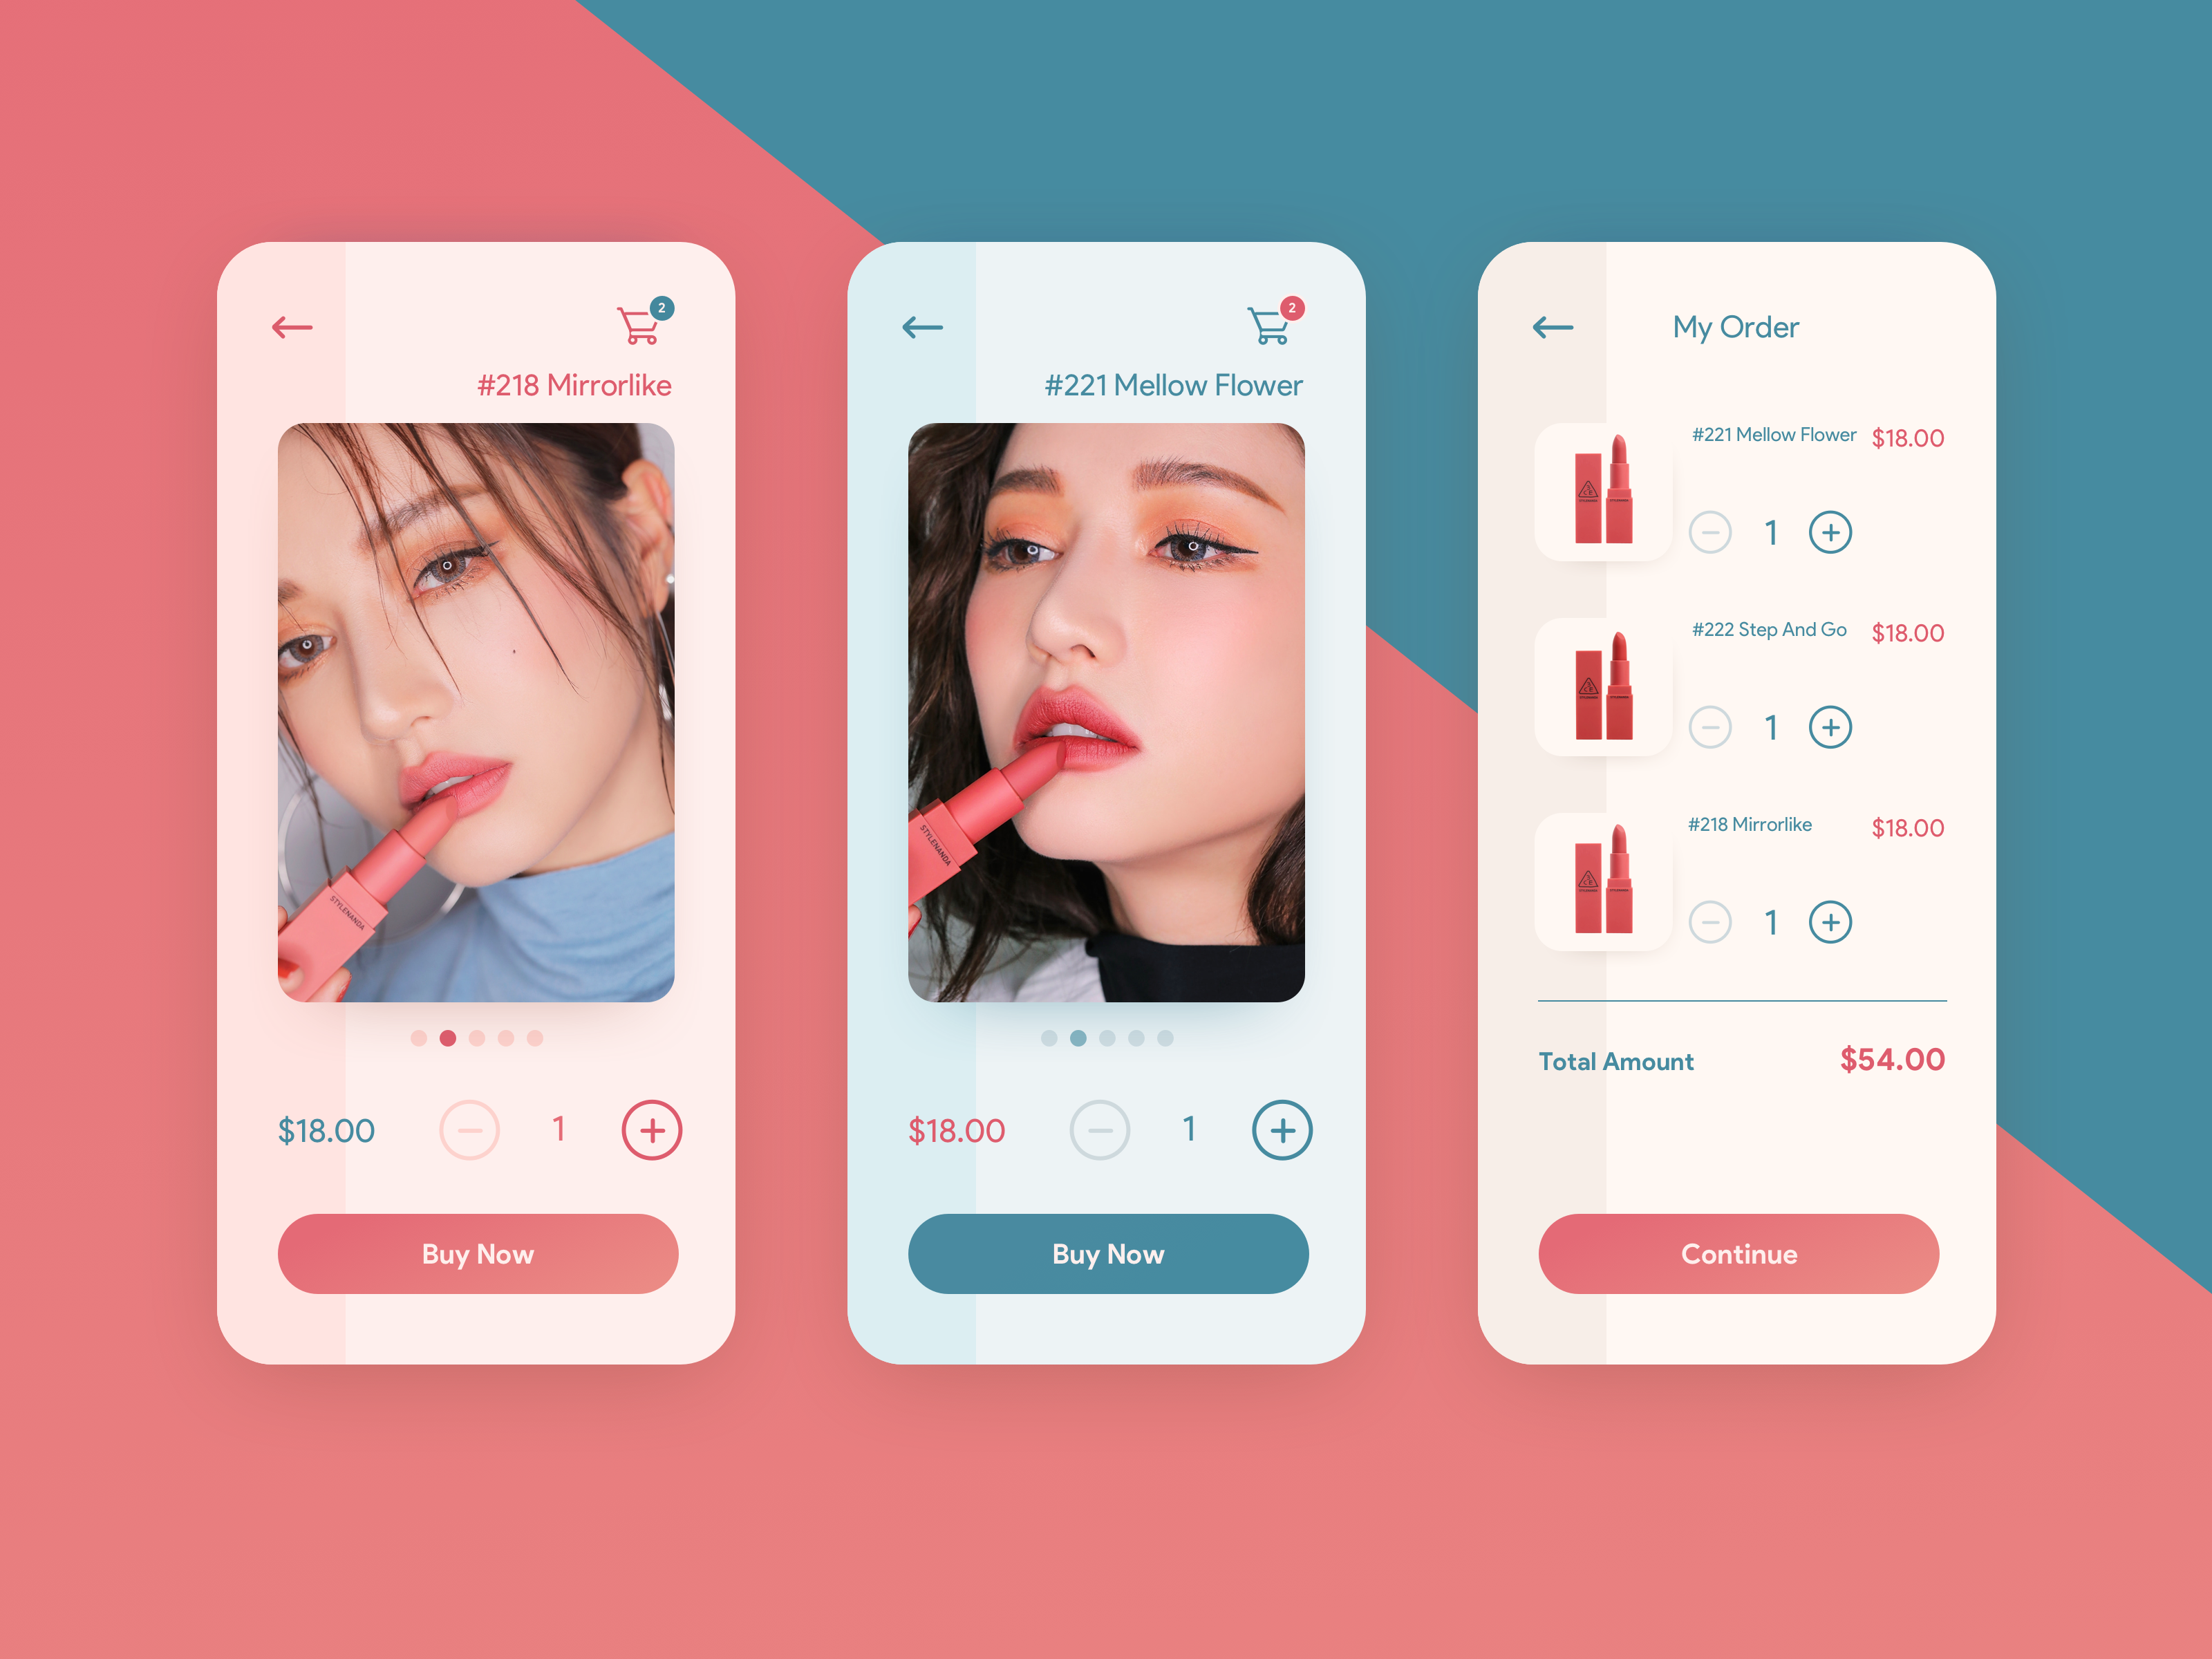 2
#218 Mirrorlike
STYLENANDA
$18.00
1
Buy Now
2
#221 Mellow Flower
STYLENANDA
$18.00
1
Buy Now
My Order
#221 Mellow Flower $18.00
1
#222 Step And Go $18.00
1
#218 Mirrorlike $18.00
1
Total Amount $54.00
Continue